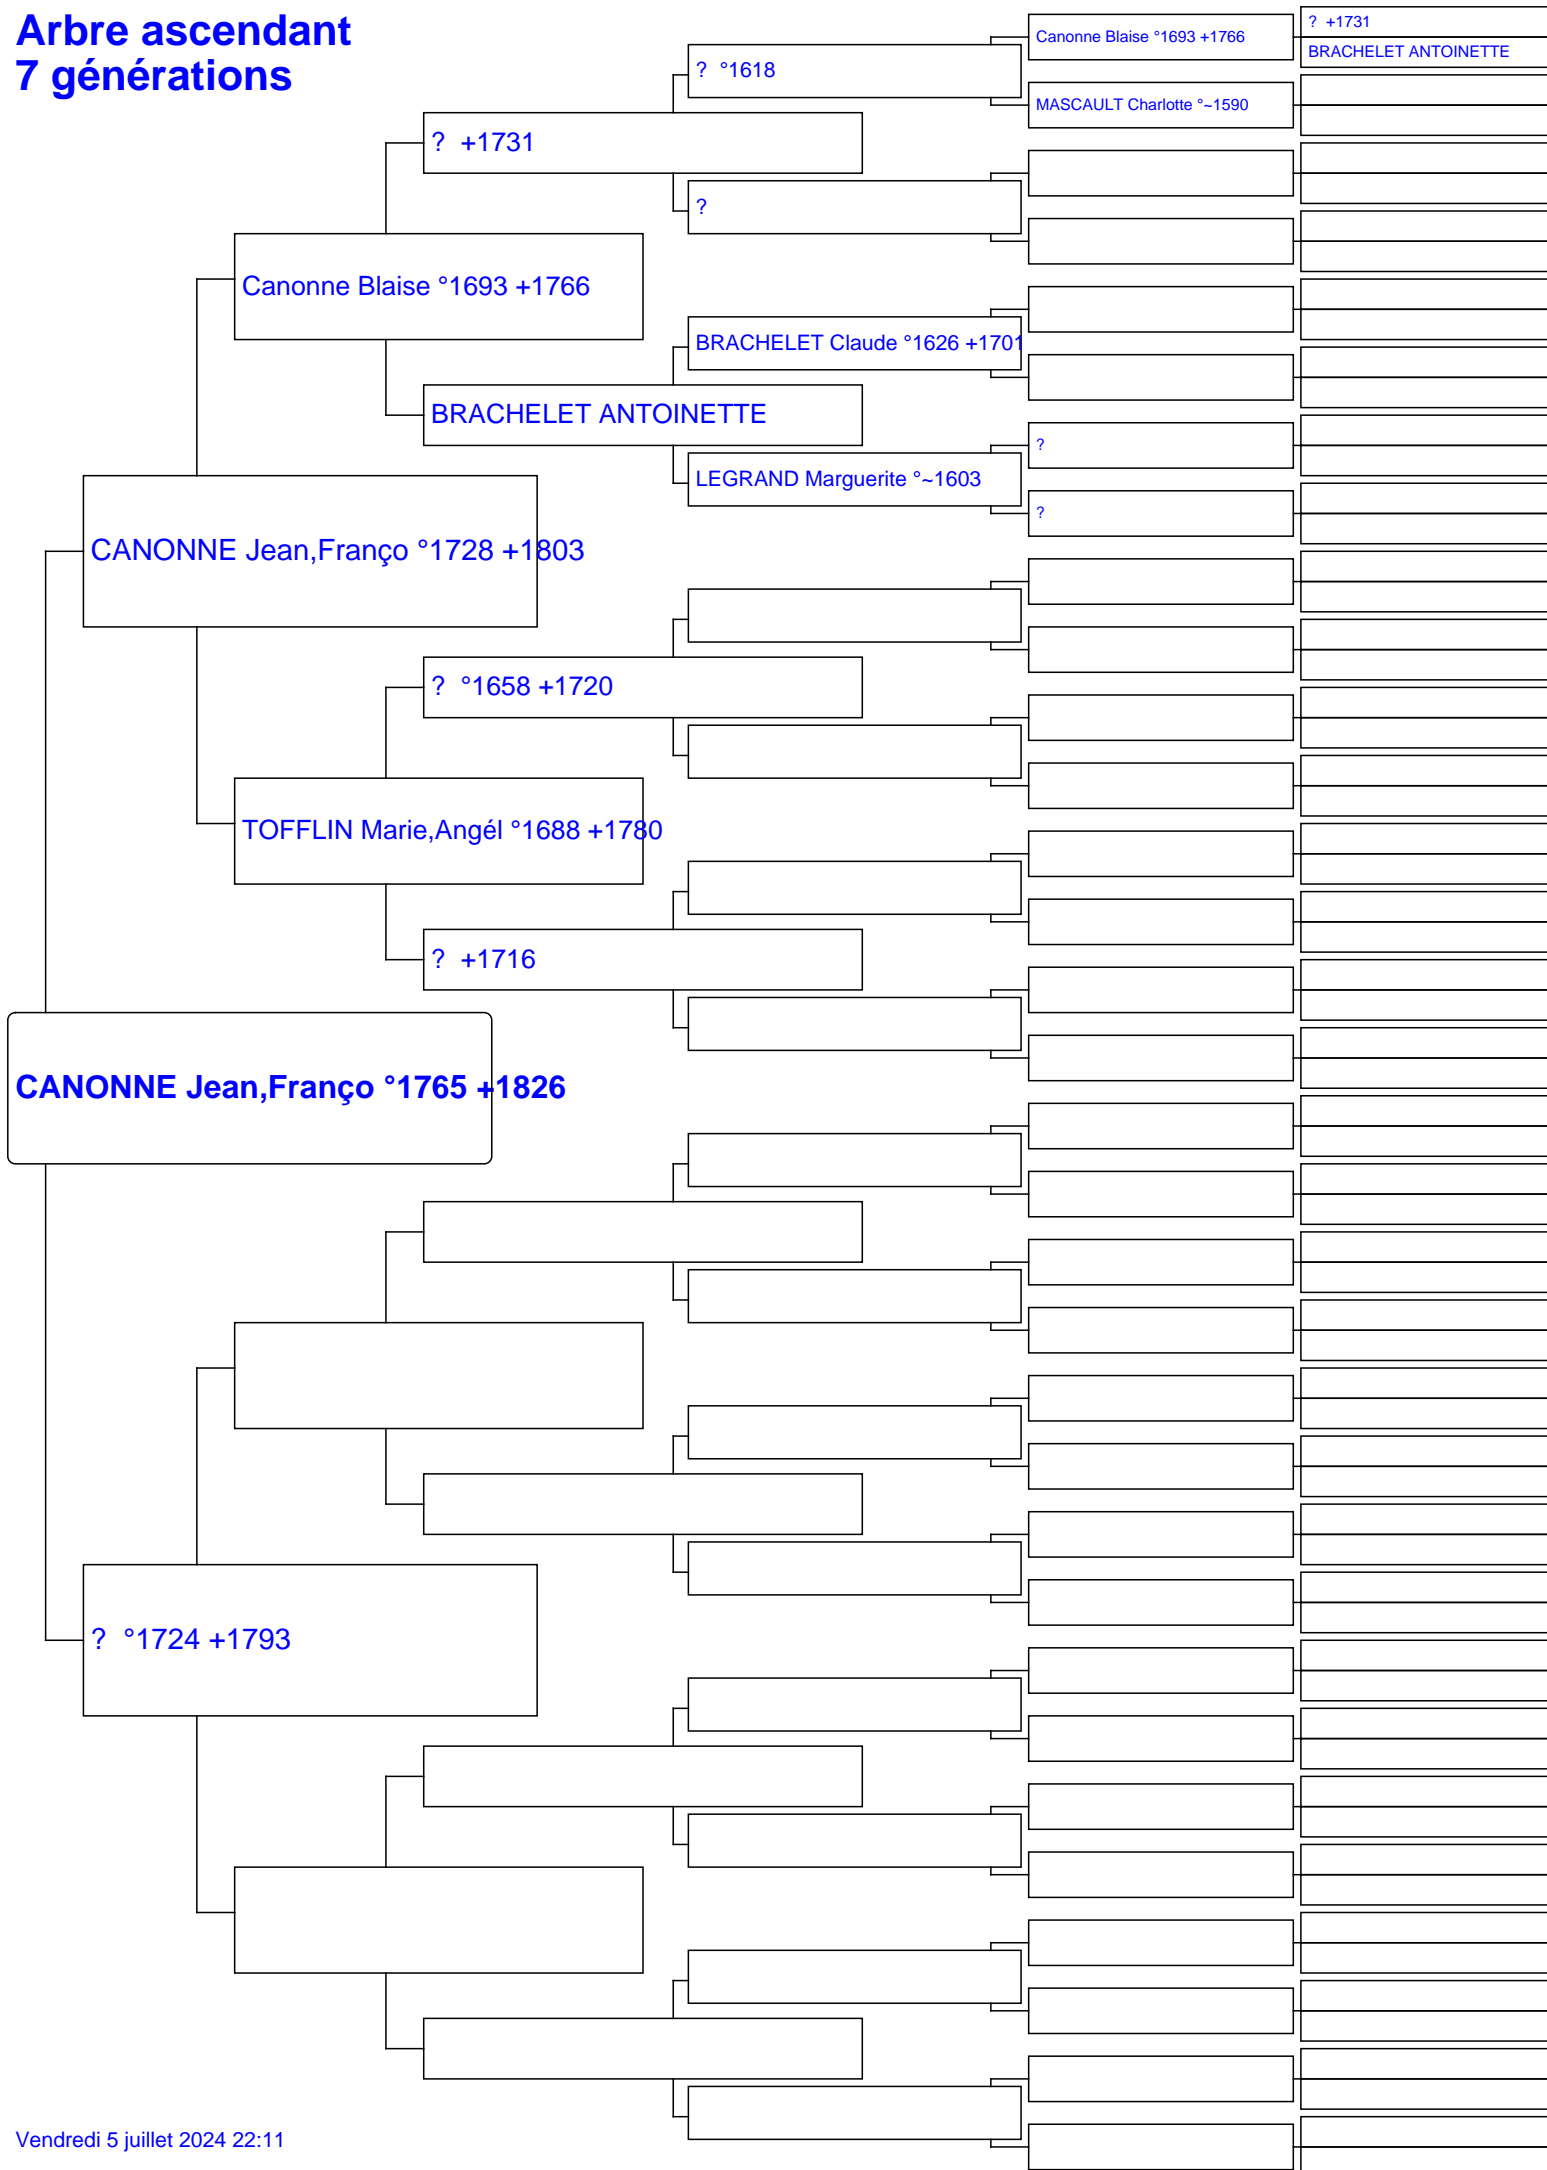 Arbre ascendant
7 générations
? +1731
BRACHELET ANTOINETTE
Canonne Blaise °1693 +1766
? °1618
MASCAULT Charlotte °~1590
? +1731
?
Canonne Blaise °1693 +1766
BRACHELET Claude °1626 +1701
BRACHELET ANTOINETTE
?
LEGRAND Marguerite °~1603
?
CANONNE Jean,Franço °1728 +1803
? °1658 +1720
TOFFLIN Marie,Angél °1688 +1780
? +1716
CANONNE Jean,Franço °1765 +1826
? °1724 +1793
Vendredi 5 juillet 2024 22:11